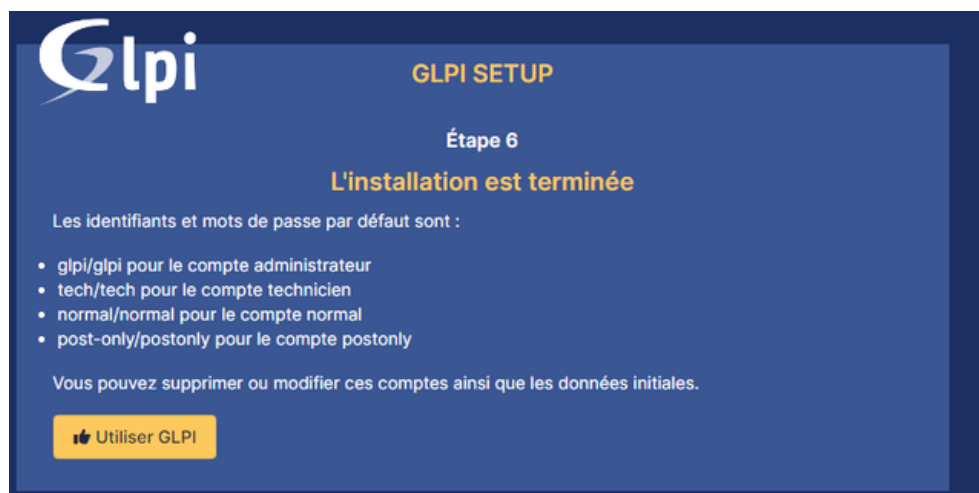 Glpi
GLPI SETUP
Étape 6
L'installation est terminée
Les identifiants et mots de passe par défaut sont :
• glpi/glpi pour le compte administrateur
• tech/tech pour le compte technicien
• normal/normal pour le compte normal
• post-only/postonly pour le compte postonly
Vous pouvez supprimer ou modifier ces comptes ainsi que les données initiales.
Utiliser GLPI